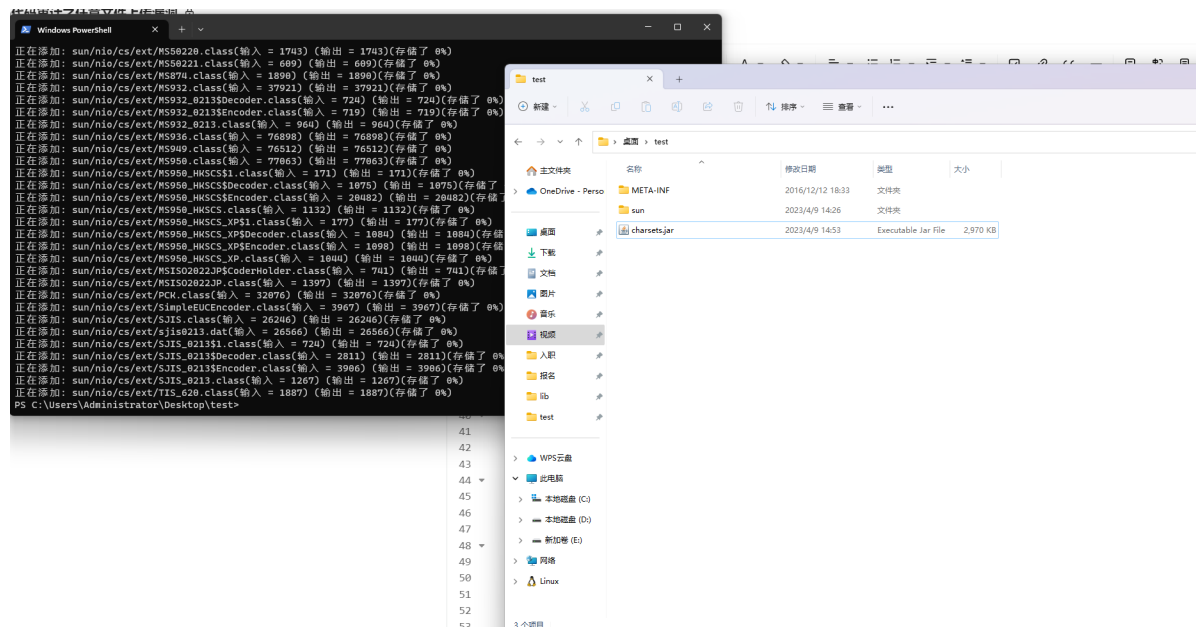 Windows PowerShell
正在添加: sun/nio/cs/ext/MS50220.class(输入 = 1743) (输出 = 1743)(存储了 0%)
正在添加: sun/nio/cs/ext/MS50221.class(输入 = 609) (输出 = 609)(存储了 0%)
正在添加: sun/nio/cs/ext/MS874.class(输入 = 1890) (输出 = 1890)(存储了 0%)
正在添加: sun/nio/cs/ext/MS932.class(输入 = 37921) (输出 = 37921)(存储了 0%)
正在添加: sun/nio/cs/ext/MS932_0213$Decoder.class(输入 = 724) (输出 = 724)(存储了 0%)
正在添加: sun/nio/cs/ext/MS932_0213$Encoder.class(输入 = 719) (输出 = 719)(存储了 0%)
正在添加: sun/nio/cs/ext/MS932_0213.class(输入 = 964) (输出 = 964)(存储了 0%)
正在添加: sun/nio/cs/ext/MS936.class(输入 = 76898) (输出 = 76898)(存储了 0%)
正在添加: sun/nio/cs/ext/MS949.class(输入 = 76512) (输出 = 76512)(存储了 0%)
正在添加: sun/nio/cs/ext/MS950.class(输入 = 77063) (输出 = 77063)(存储了 0%)
正在添加: sun/nio/cs/ext/MS950_HKSCS$1.class(输入 = 171) (输出 = 171)(存储了 0%)
正在添加: sun/nio/cs/ext/MS950_HKSCS$Decoder.class(输入 = 1075) (输出 = 1075)(存储了
正在添加: sun/nio/cs/ext/MS950_HKSCS$Encoder.class(输入 = 20482) (输出 = 20482)(存储了
正在添加: sun/nio/cs/ext/MS950_HKSCS.class(输入 = 1132) (输出 = 1132)(存储了 0%)
正在添加: sun/nio/cs/ext/MS950_HKSCS_XP$1.class(输入 = 177) (输出 = 177)(存储了 0%)
正在添加: sun/nio/cs/ext/MS950_HKSCS_XP$Decoder.class(输入 = 1084) (输出 = 1084)(存储
正在添加: sun/nio/cs/ext/MS950_HKSCS_XP$Encoder.class(输入 = 1098) (输出 = 1098)(存储
正在添加: sun/nio/cs/ext/MS950_HKSCS_XP.class(输入 = 1044) (输出 = 1044)(存储了 0%)
正在添加: sun/nio/cs/ext/MSISO2022JP$CoderHolder.class(输入 = 741) (输出 = 741)(存储了
正在添加: sun/nio/cs/ext/MSISO2022JP.class(输入 = 1397) (输出 = 1397)(存储了 0%)
正在添加: sun/nio/cs/ext/PCK.class(输入 = 32076) (输出 = 32076)(存储了 0%)
正在添加: sun/nio/cs/ext/SimpleEUCEncoder.class(输入 = 3967) (输出 = 3967)(存储了 0%)
正在添加: sun/nio/cs/ext/SJIS.class(输入 = 26246) (输出 = 26246)(存储了 0%)
正在添加: sun/nio/cs/ext/sjis0213.dat(输入 = 26566) (输出 = 26566)(存储了 0%)
正在添加: sun/nio/cs/ext/SJIS_0213$1.class(输入 = 724) (输出 = 724)(存储了 0%)
正在添加: sun/nio/cs/ext/SJIS_0213$Decoder.class(输入 = 2811) (输出 = 2811)(存储了 0%
正在添加: sun/nio/cs/ext/SJIS_0213$Encoder.class(输入 = 3906) (输出 = 3906)(存储了 0%
正在添加: sun/nio/cs/ext/SJIS_0213.class(输入 = 1267) (输出 = 1267)(存储了 0%)
正在添加: sun/nio/cs/ext/TIS_620.class(输入 = 1887) (输出 = 1887)(存储了 0%)
PS C:\Users\Administrator\Desktop\test>
41
42
43
44
45
46
47
48
49
50
51
52
test
新建
排序
查看
桌面 › test
名称 修改日期 类型 大小
META-INF 2016/12/12 18:33 文件夹
sun 2023/4/9 14:26 文件夹
charsets.jar 2023/4/9 14:53 Executable Jar File 2,970 KB
主文件夹
OneDrive - Perso
桌面
下载
文档
图片
音乐
视频
入职
报名
lib
test
WPS云盘
此电脑
本地磁盘 (C:)
本地磁盘 (D:)
新加卷 (E:)
网络
Linux
3 个项目